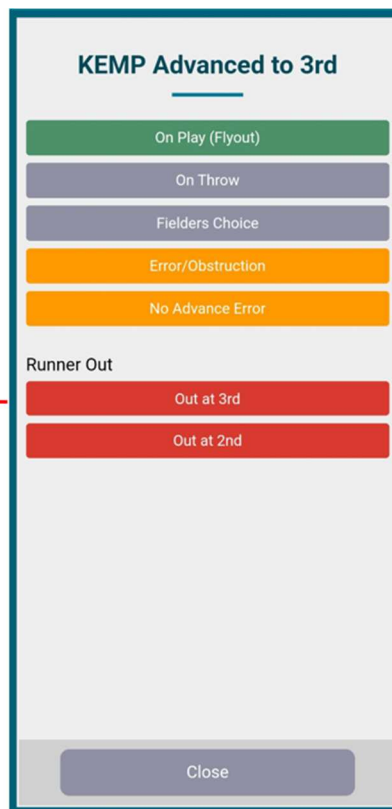 KEMP Advanced to 3rd
On Play (Flyout)
On Throw
Fielders Choice
Error/Obstruction
No Advance Error
Runner Out
Out at 3rd
Out at 2nd
Close